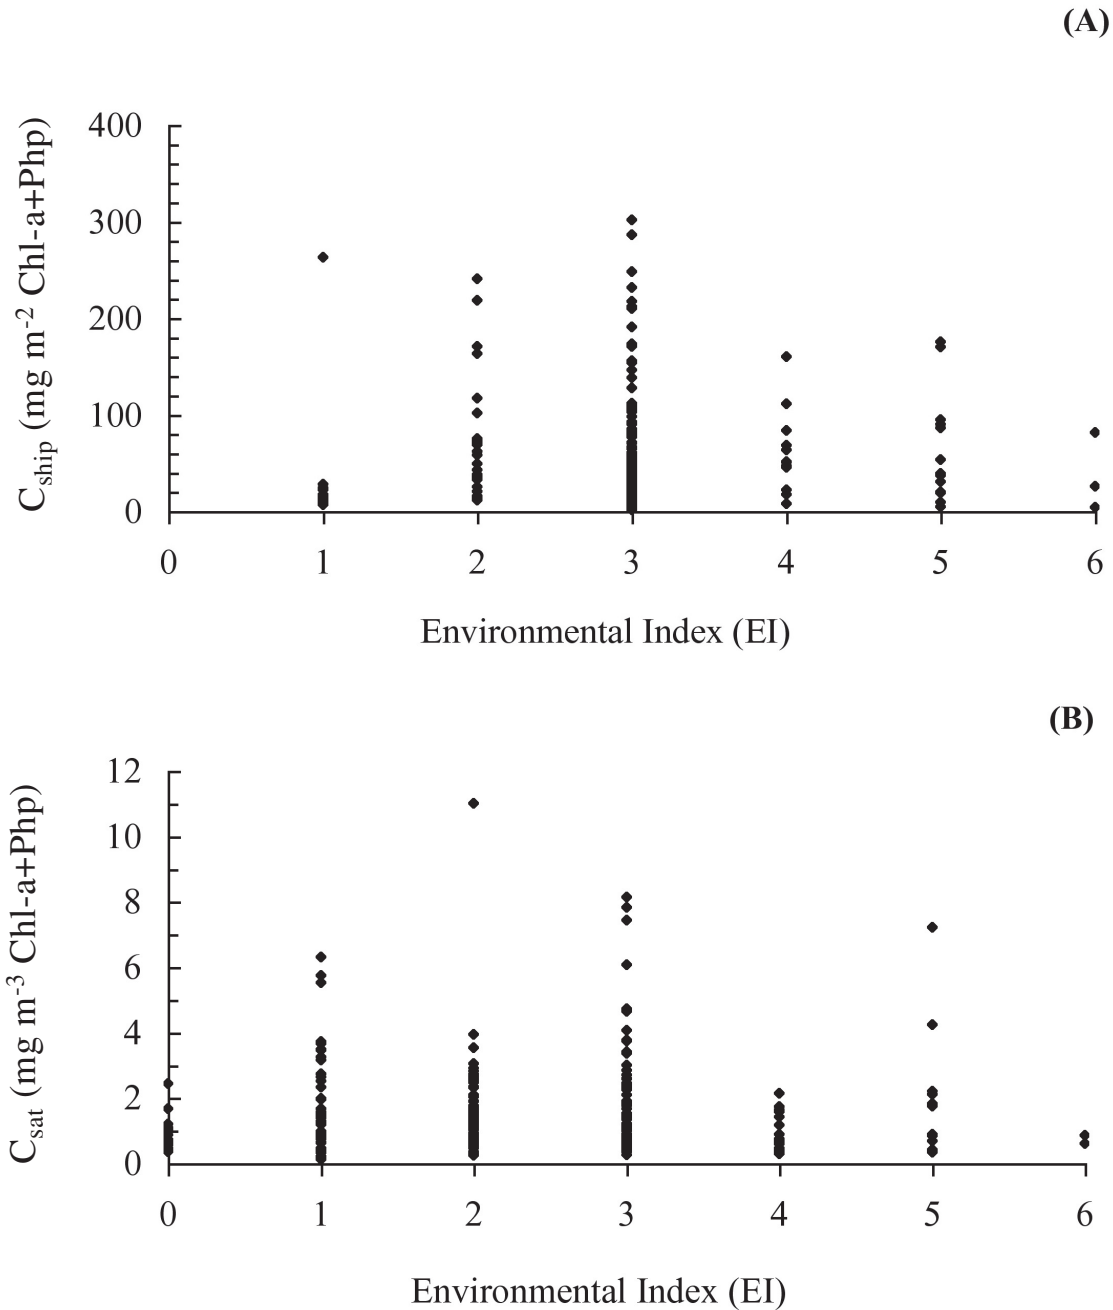 (A)
C_ship (mg m^-2 Chl-a+Php)
400
300
200
100
0
0 1 2 3 4 5 6
Environmental Index (EI)
(B)
C_sat (mg m^-3 Chl-a+Php)
12
10
8
6
4
2
0
0 1 2 3 4 5 6
Environmental Index (EI)